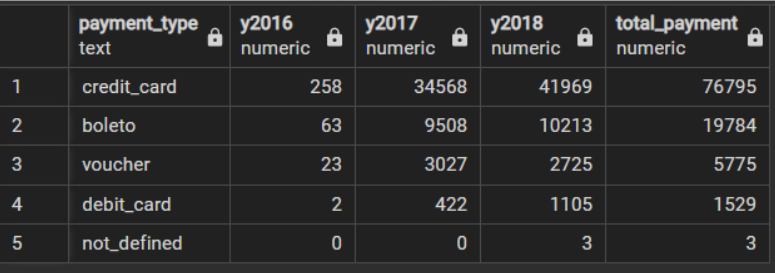 payment_type text y2016 numeric y2017 numeric y2018 numeric total_payment numeric
1 credit_card 258 34568 41969 76795
2 boleto 63 9508 10213 19784
3 voucher 23 3027 2725 5775
4 debit_card 2 422 1105 1529
5 not_defined 0 0 3 3